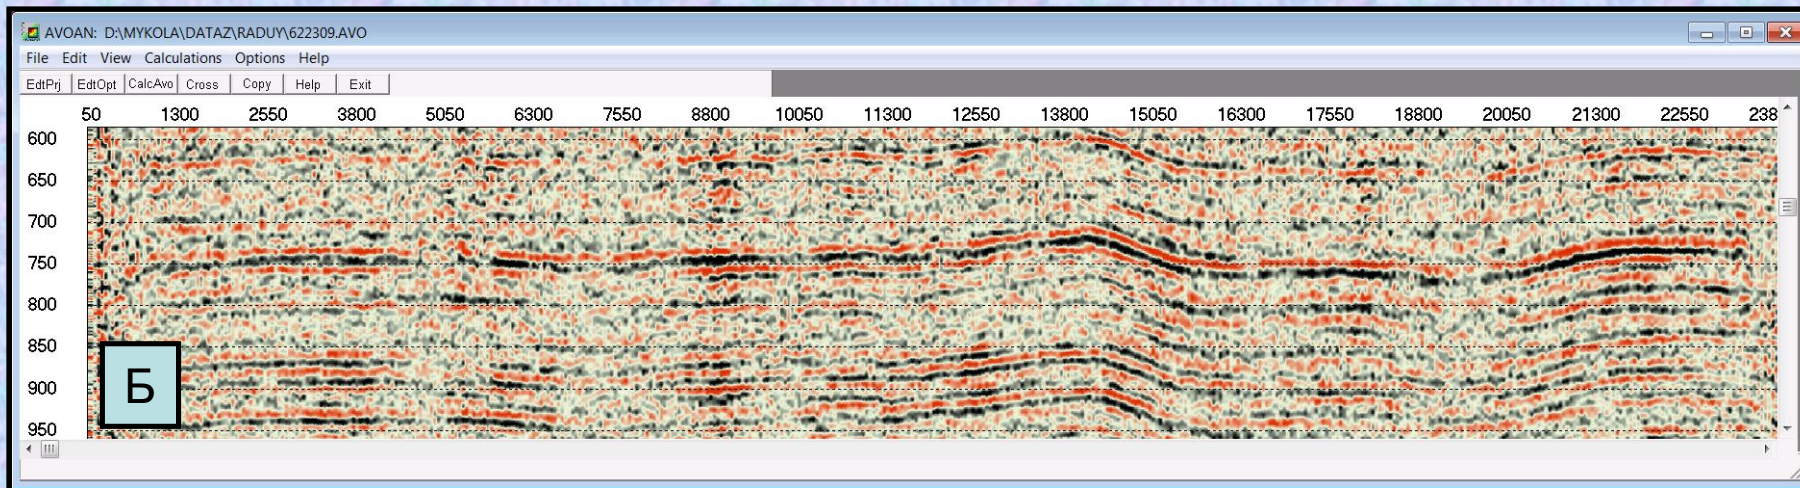 AVOAN: D:\MYKOLA\DATAZ\RADUY\622309.AVO
File Edit View Calculations Options Help
EdtPrj EdtOpt CalcAvo Cross Copy Help Exit
50 1300 2550 3800 5050 6300 7550 8800 10050 11300 12550 13800 15050 16300 17550 18800 20050 21300 22550 238
600
650
700
750
800
850
900
950
Б